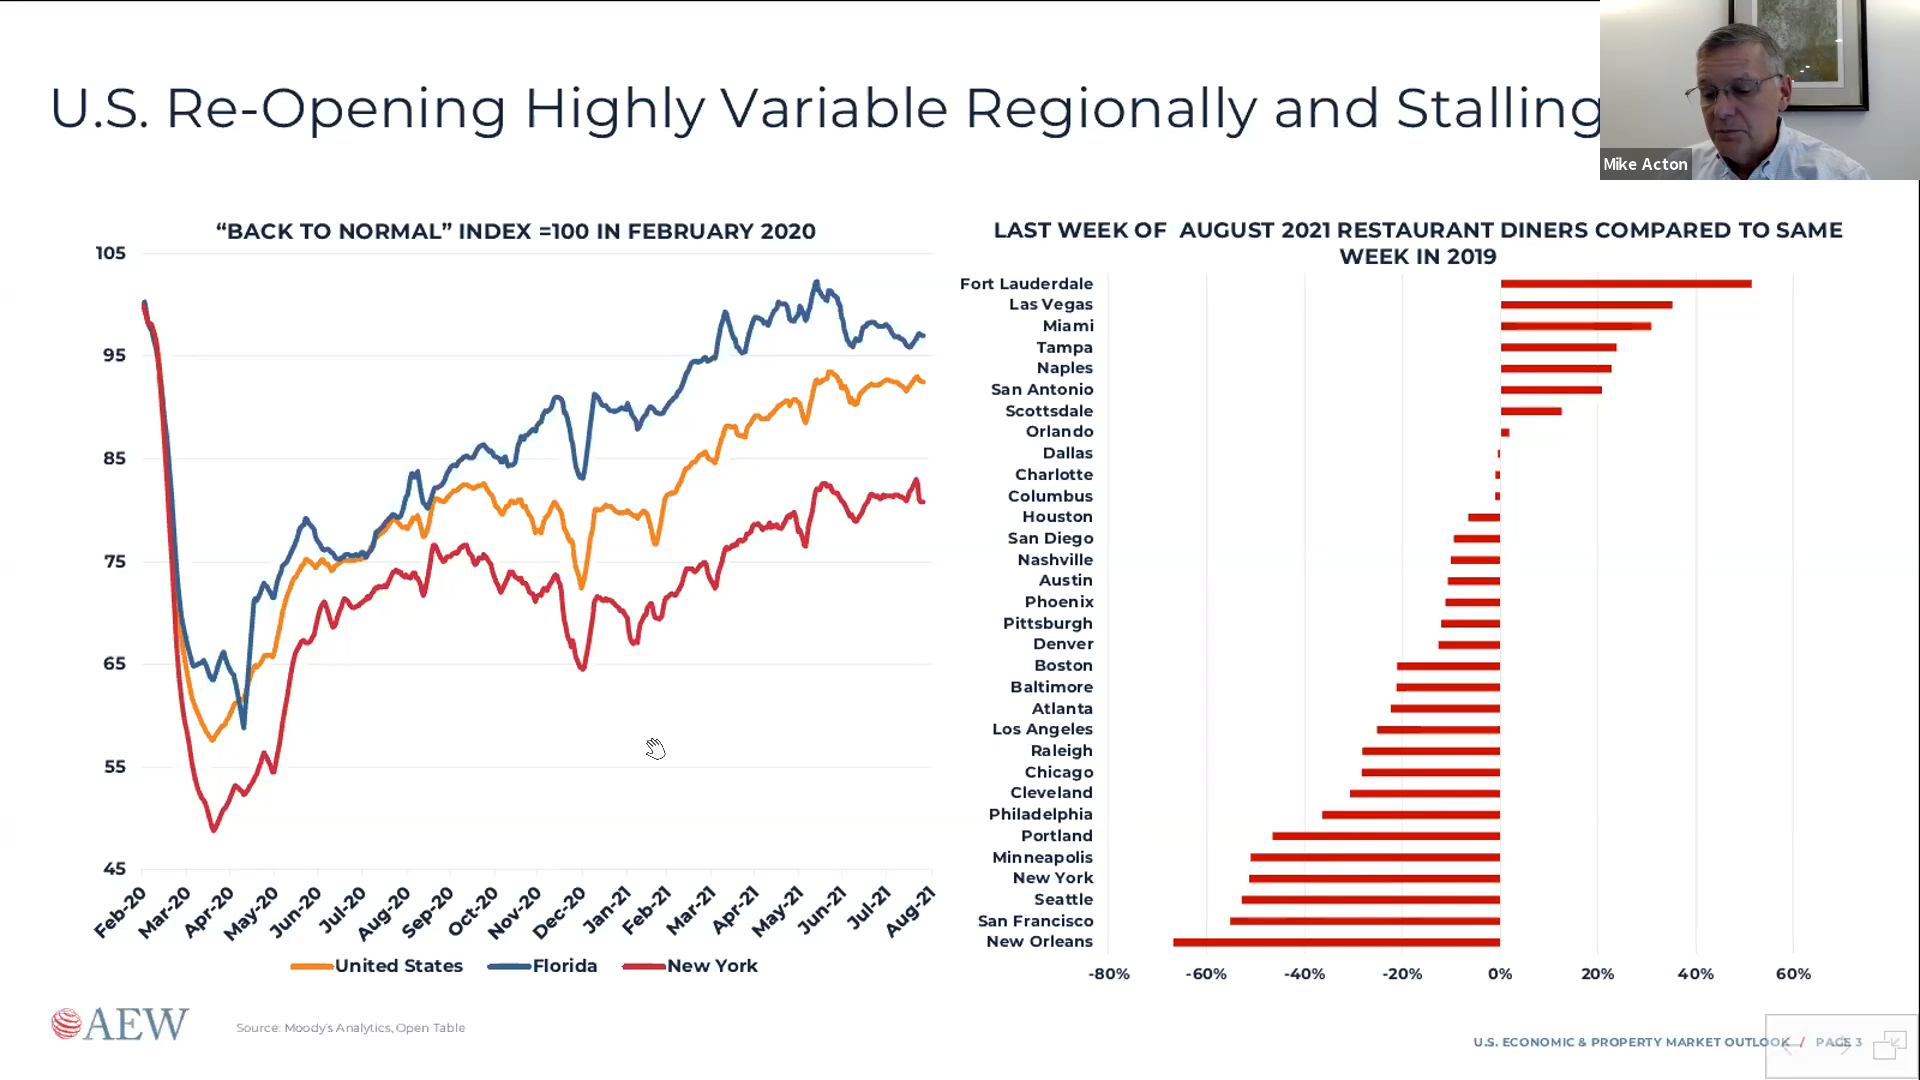 U.S. Re-Opening Highly Variable Regionally and Stalling
Mike Acton
“BACK TO NORMAL” INDEX =100 IN FEBRUARY 2020
105
95
85
75
65
55
45
Feb-20
Mar-20
Apr-20
May-20
Jun-20
Jul-20
Aug-20
Sep-20
Oct-20
Nov-20
Dec-20
Jan-21
Feb-21
Mar-21
Apr-21
May-21
Jun-21
Jul-21
Aug-21
United States Florida New York
LAST WEEK OF AUGUST 2021 RESTAURANT DINERS COMPARED TO SAME
WEEK IN 2019
Fort Lauderdale
Las Vegas
Miami
Tampa
Naples
San Antonio
Scottsdale
Orlando
Dallas
Charlotte
Columbus
Houston
San Diego
Nashville
Austin
Phoenix
Pittsburgh
Denver
Boston
Baltimore
Atlanta
Los Angeles
Raleigh
Chicago
Cleveland
Philadelphia
Portland
Minneapolis
New York
Seattle
San Francisco
New Orleans
-80% -60% -40% -20% 0% 20% 40% 60%
AEW
Source: Moody's Analytics, Open Table
U.S. ECONOMIC & PROPERTY MARKET OUTLOOK / PAGE 3